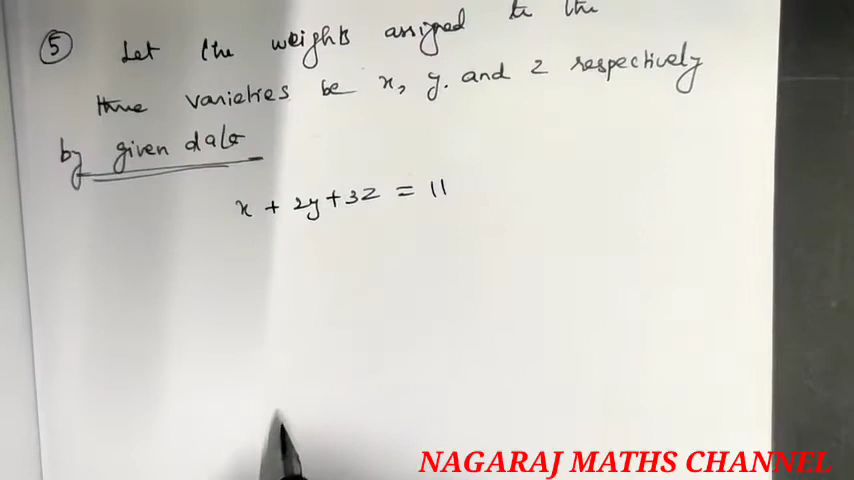 5 Let the weights assigned to the
three varieties be x, y. and z respectively
by given data
x + 2y + 3z = 11
NAGARAJ MATHS CHANNEL